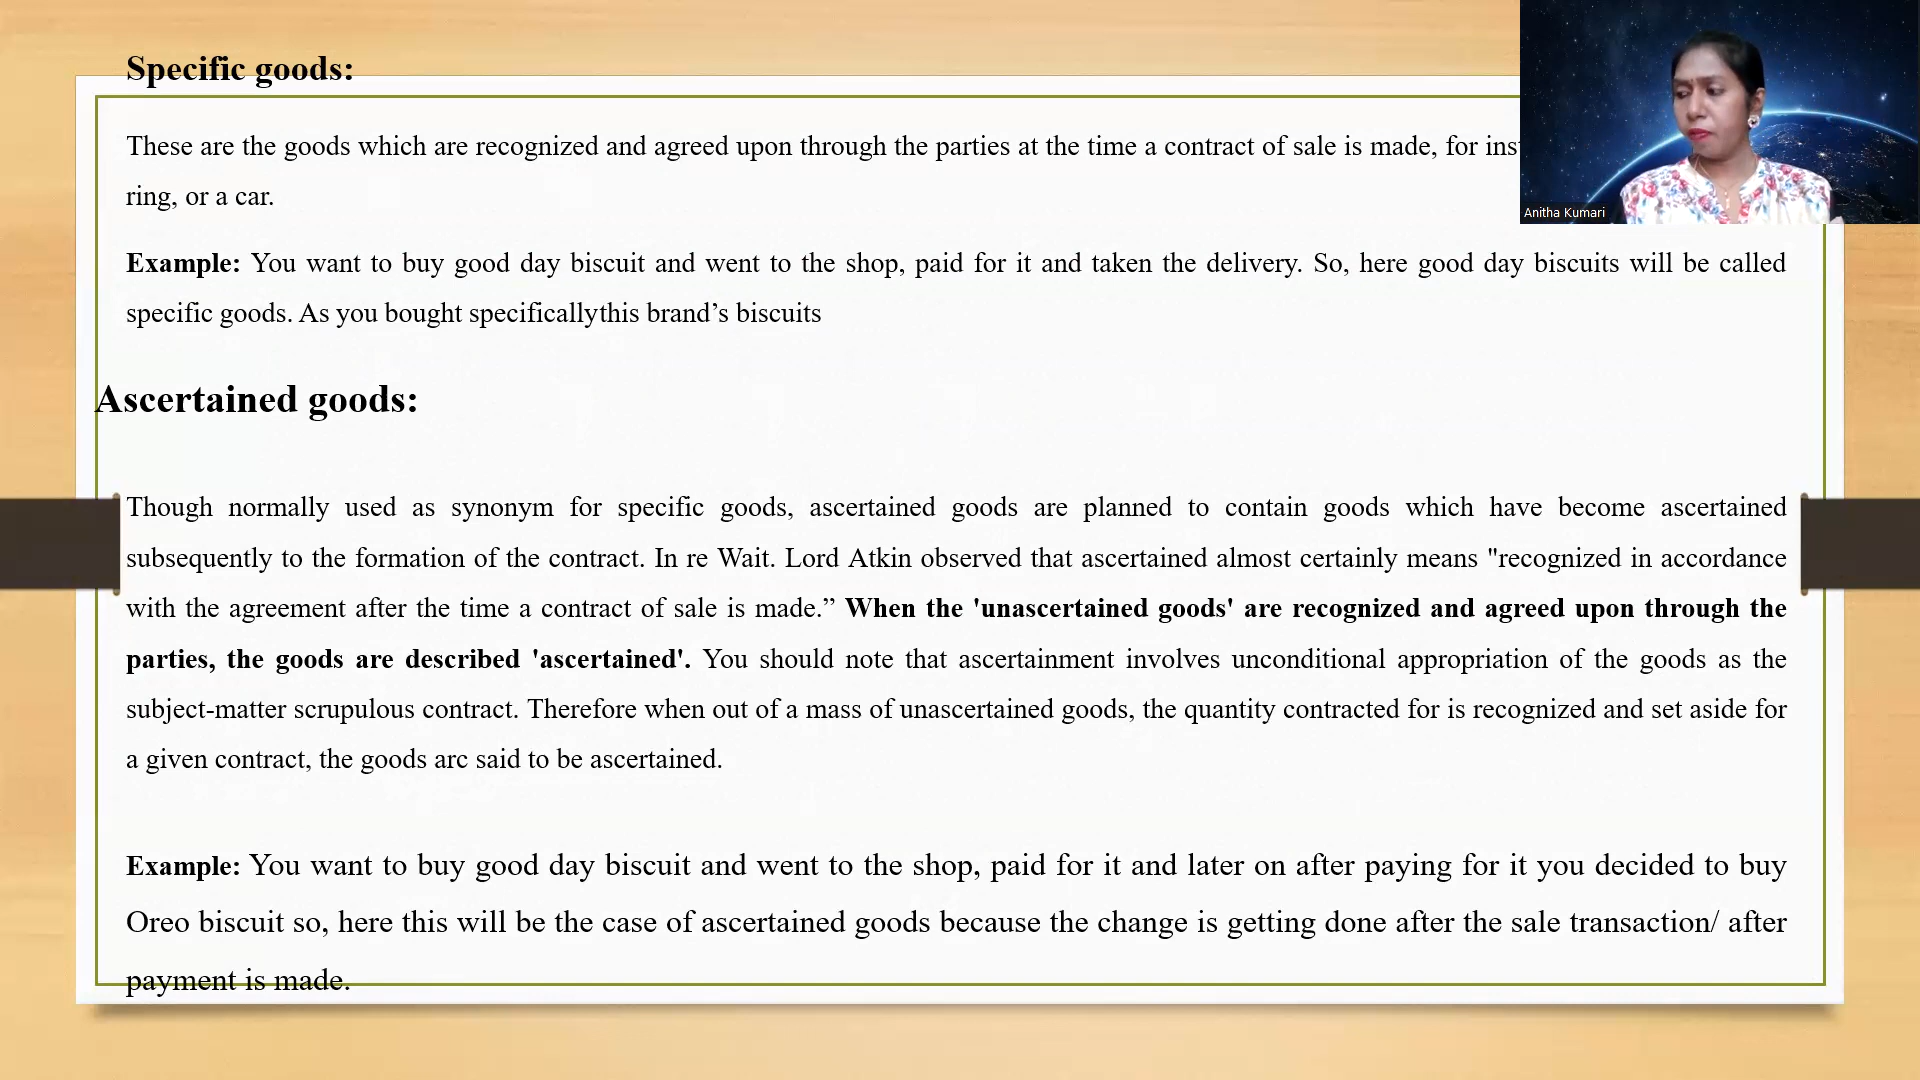 Specific goods:
These are the goods which are recognized and agreed upon through the parties at the time a contract of sale is made, for
ring, or a car.
Example: You want to buy good day biscuit and went to the shop, paid for it and taken the delivery. So, here good day biscuits will be called
specific goods. As you bought specificallythis brand’s biscuits
Ascertained goods:
Though normally used as synonym for specific goods, ascertained goods are planned to contain goods which have become ascertained
subsequently to the formation of the contract. In re Wait. Lord Atkin observed that ascertained almost certainly means "recognized in accordance
with the agreement after the time a contract of sale is made.” When the 'unascertained goods' are recognized and agreed upon through the
parties, the goods are described 'ascertained'. You should note that ascertainment involves unconditional appropriation of the goods as the
subject-matter scrupulous contract. Therefore when out of a mass of unascertained goods, the quantity contracted for is recognized and set aside for
a given contract, the goods arc said to be ascertained.
Example: You want to buy good day biscuit and went to the shop, paid for it and later on after paying for it you decided to buy
Oreo biscuit so, here this will be the case of ascertained goods because the change is getting done after the sale transaction/ after
payment is made.
Anitha Kumari